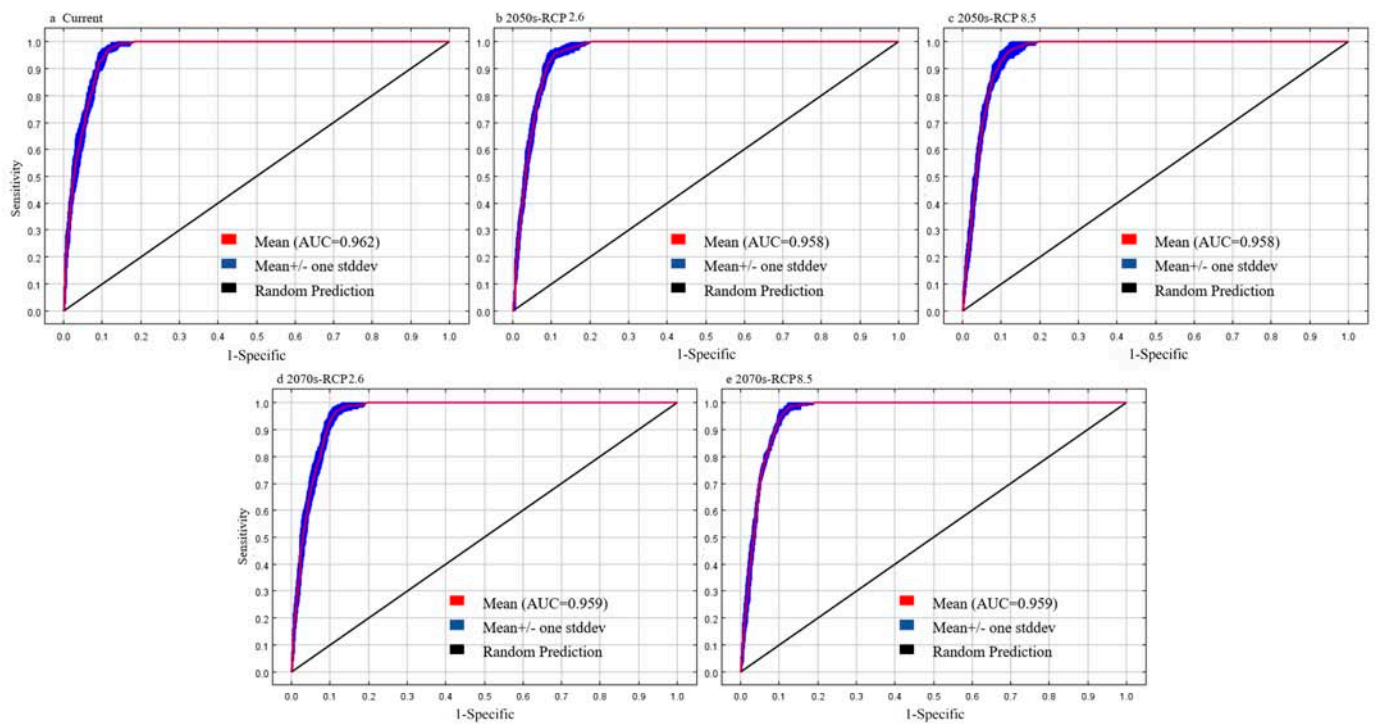 a Current
1.0
0.9
0.8
0.7
0.6
0.5
0.4
0.3
0.2
0.1
0.0
Sensitivity
Mean (AUC=0.962)
Mean+/- one stddev
Random Prediction
0.0 0.1 0.2 0.3 0.4 0.5 0.6 0.7 0.8 0.9 1.0
1-Specific
b 2050s-RCP 2.6
1.0
0.9
0.8
0.7
0.6
0.5
0.4
0.3
0.2
0.1
0.0
Mean (AUC=0.958)
Mean+/- one stddev
Random Prediction
0.0 0.1 0.2 0.3 0.4 0.5 0.6 0.7 0.8 0.9 1.0
1-Specific
c 2050s-RCP 8.5
1.0
0.9
0.8
0.7
0.6
0.5
0.4
0.3
0.2
0.1
0.0
Mean (AUC=0.958)
Mean+/- one stddev
Random Prediction
0.0 0.1 0.2 0.3 0.4 0.5 0.6 0.7 0.8 0.9 1.0
1-Specific
d 2070s-RCP2.6
1.0
0.9
0.8
0.7
0.6
0.5
0.4
0.3
0.2
0.1
0.0
Sensitivity
Mean (AUC=0.959)
Mean+/- one stddev
Random Prediction
0.0 0.1 0.2 0.3 0.4 0.5 0.6 0.7 0.8 0.9 1.0
1-Specific
e 2070s-RCP8.5
1.0
0.9
0.8
0.7
0.6
0.5
0.4
0.3
0.2
0.1
0.0
Mean (AUC=0.959)
Mean+/- one stddev
Random Prediction
0.0 0.1 0.2 0.3 0.4 0.5 0.6 0.7 0.8 0.9 1.0
1-Specific